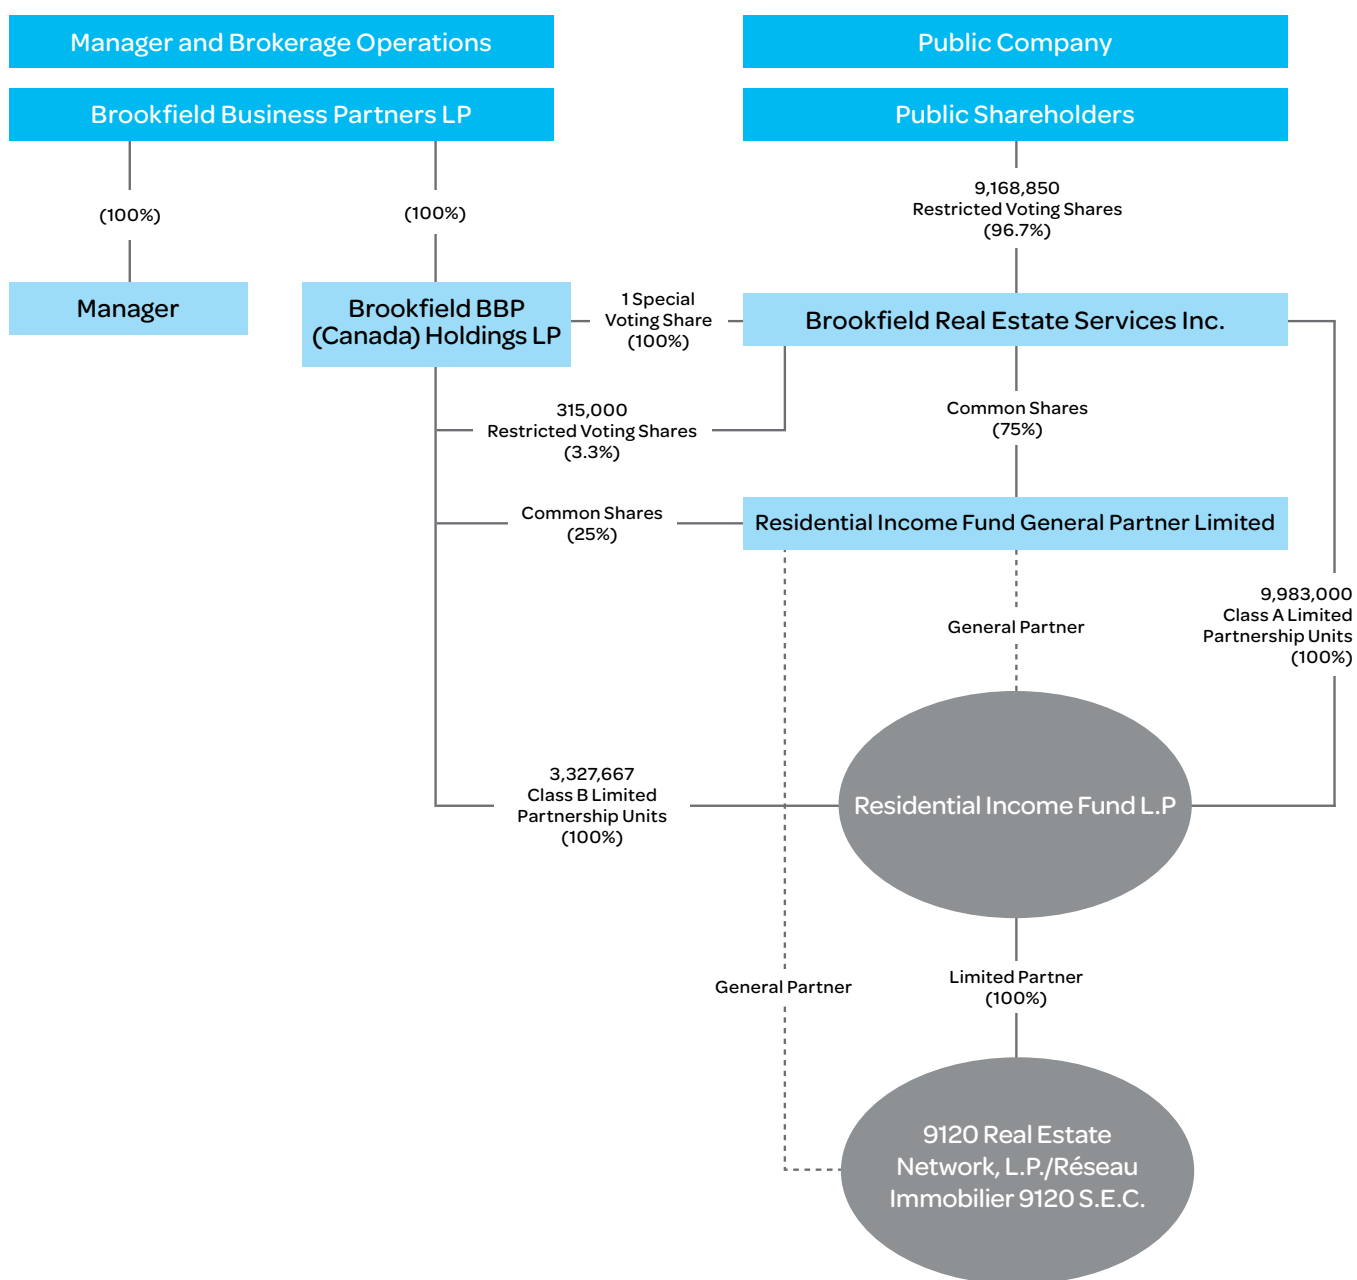 Manager and Brokerage Operations
Public Company
Brookfield Business Partners LP
Public Shareholders
(100%)
(100%)
9,168,850
Restricted Voting Shares
(96.7%)
Manager
Brookfield BBP
(Canada) Holdings LP
1 Special
Voting Share
(100%)
Brookfield Real Estate Services Inc.
315,000
Restricted Voting Shares
(3.3%)
Common Shares
(75%)
Common Shares
(25%)
Residential Income Fund General Partner Limited
9,983,000
Class A Limited
Partnership Units
(100%)
General Partner
3,327,667
Class B Limited
Partnership Units
(100%)
Residential Income Fund L.P
General Partner
Limited Partner
(100%)
9120 Real Estate
Network, L.P./Réseau
Immobilier 9120 S.E.C.